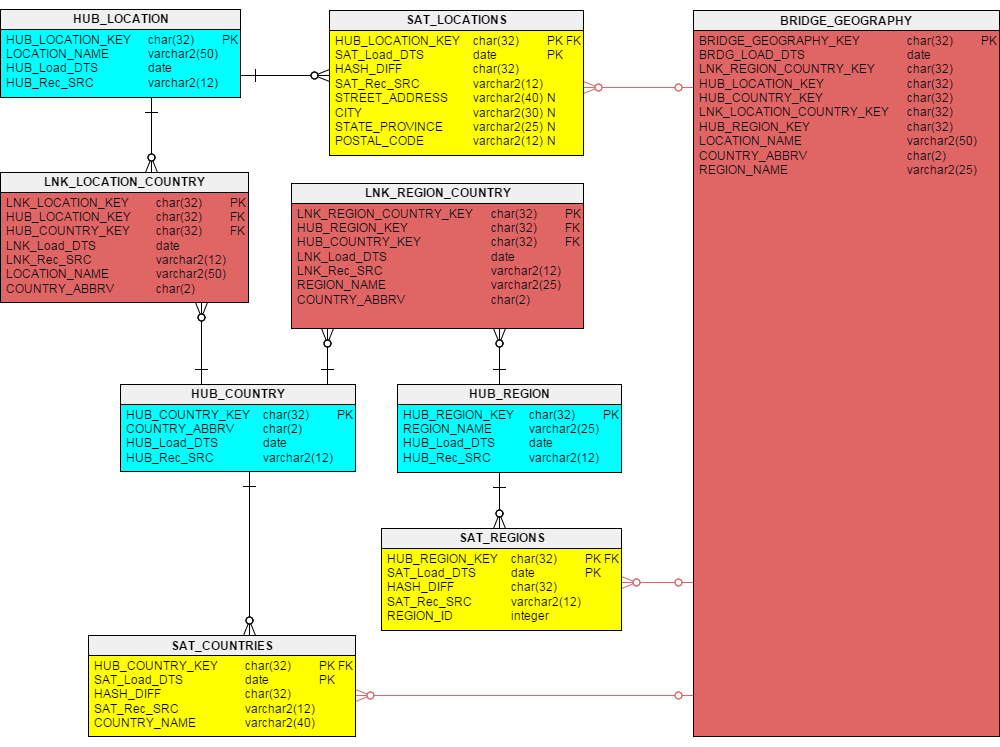 HUB_LOCATION
HUB_LOCATION_KEY char(32) PK
LOCATION_NAME varchar2(50)
HUB_Load_DTS date
HUB_Rec_SRC varchar2(12)
SAT_LOCATIONS
HUB_LOCATION_KEY char(32) PK FK
SAT_Load_DTS date PK
HASH_DIFF char(32)
SAT_Rec_SRC varchar2(12)
STREET_ADDRESS varchar2(40) N
CITY varchar2(30) N
STATE_PROVINCE varchar2(25) N
POSTAL_CODE varchar2(12) N
BRIDGE_GEOGRAPHY
BRIDGE_GEOGRAPHY_KEY char(32) PK
BRDG_LOAD_DTS date
LNK_REGION_COUNTRY_KEY char(32)
HUB_LOCATION_KEY char(32)
HUB_COUNTRY_KEY char(32)
LNK_LOCATION_COUNTRY_KEY char(32)
HUB_REGION_KEY char(32)
LOCATION_NAME varchar2(50)
COUNTRY_ABBRV char(2)
REGION_NAME varchar2(25)
LNK_LOCATION_COUNTRY
LNK_LOCATION_KEY char(32) PK
HUB_LOCATION_KEY char(32) FK
HUB_COUNTRY_KEY char(32) FK
LNK_Load_DTS date
LNK_Rec_SRC varchar2(12)
LOCATION_NAME varchar2(50)
COUNTRY_ABBRV char(2)
LNK_REGION_COUNTRY
LNK_REGION_COUNTRY_KEY char(32) PK
HUB_REGION_KEY char(32) FK
HUB_COUNTRY_KEY char(32) FK
LNK_Load_DTS date
LNK_Rec_SRC varchar2(12)
REGION_NAME varchar2(25)
COUNTRY_ABBRV char(2)
HUB_COUNTRY
HUB_COUNTRY_KEY char(32) PK
COUNTRY_ABBRV char(2)
HUB_Load_DTS date
HUB_Rec_SRC varchar2(12)
HUB_REGION
HUB_REGION_KEY char(32) PK
REGION_NAME varchar2(25)
HUB_Load_DTS date
HUB_Rec_SRC varchar2(12)
SAT_REGIONS
HUB_REGION_KEY char(32) PK FK
SAT_Load_DTS date PK
HASH_DIFF char(32)
SAT_Rec_SRC varchar2(12)
REGION_ID integer
SAT_COUNTRIES
HUB_COUNTRY_KEY char(32) PK FK
SAT_Load_DTS date PK
HASH_DIFF char(32)
SAT_Rec_SRC varchar2(12)
COUNTRY_NAME varchar2(40)